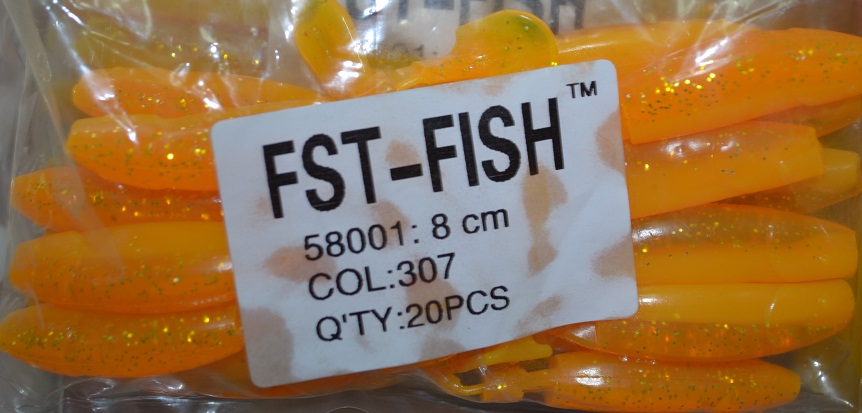 FST-FISH™
58001: 8 cm
COL:307
Q'TY:20PCS